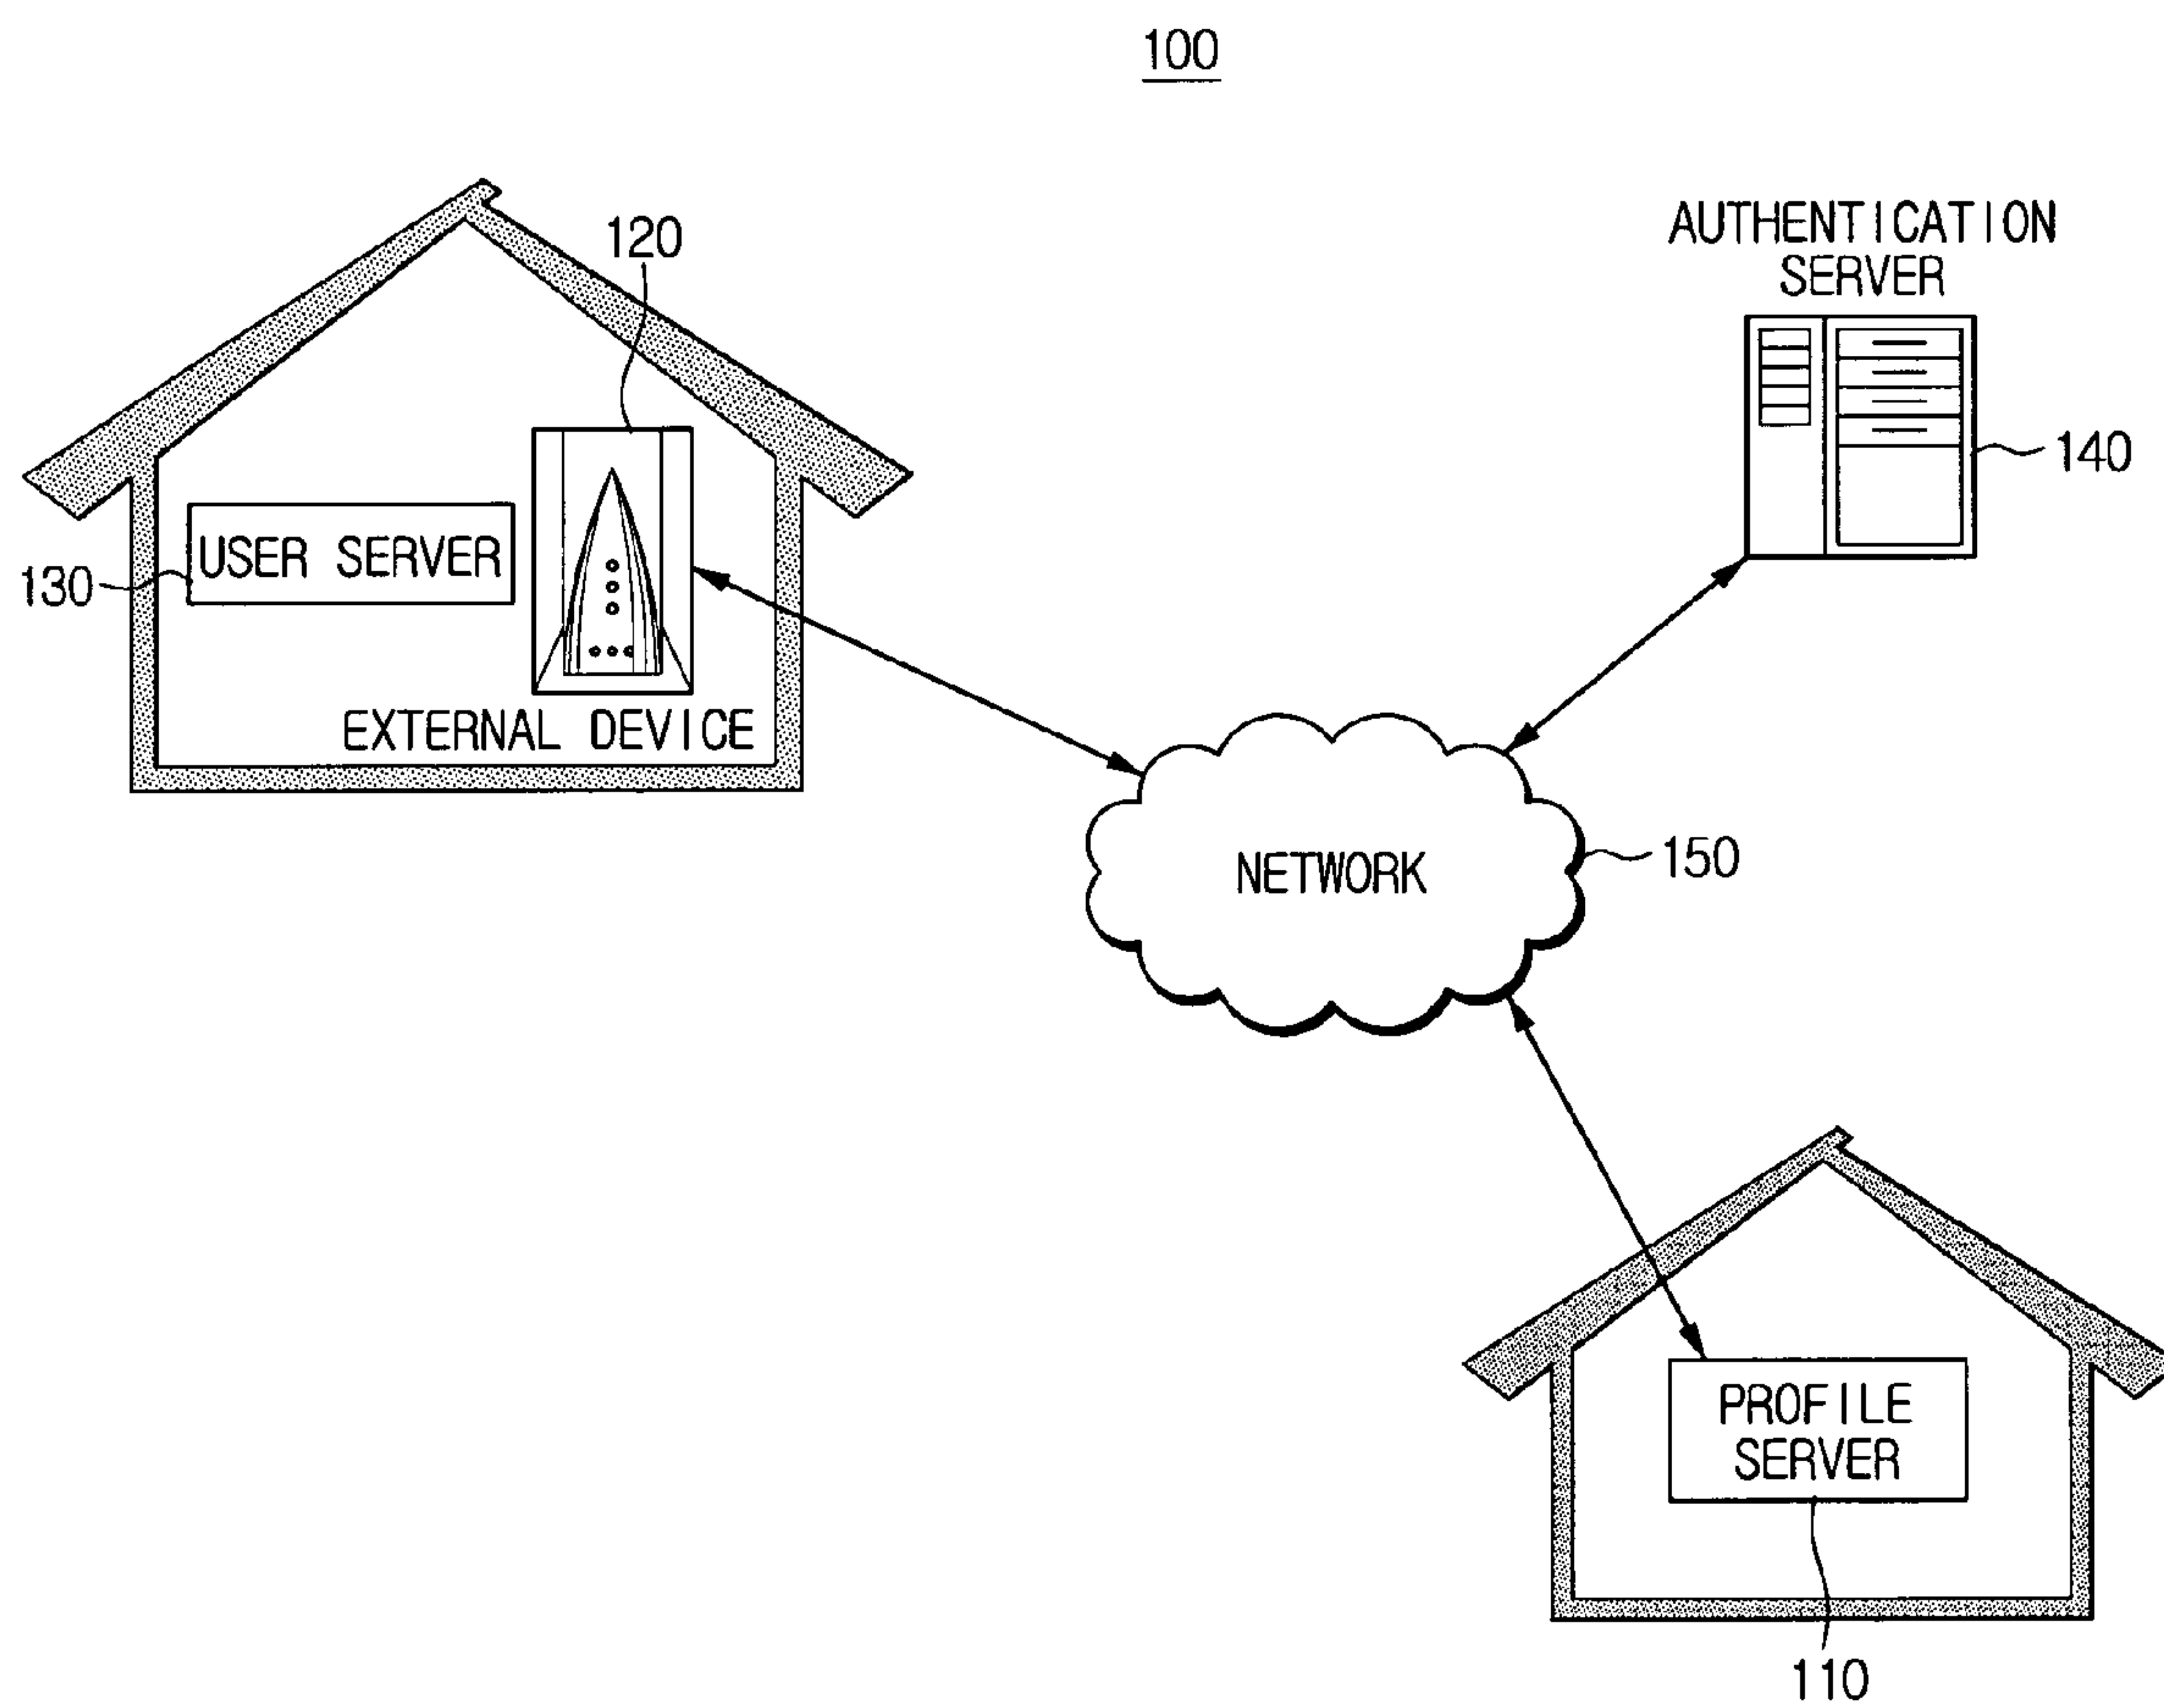 100
120
AUTHENTICATION
SERVER
140
USER SERVER
130
EXTERNAL DEVICE
NETWORK
150
PROFILE
SERVER
110